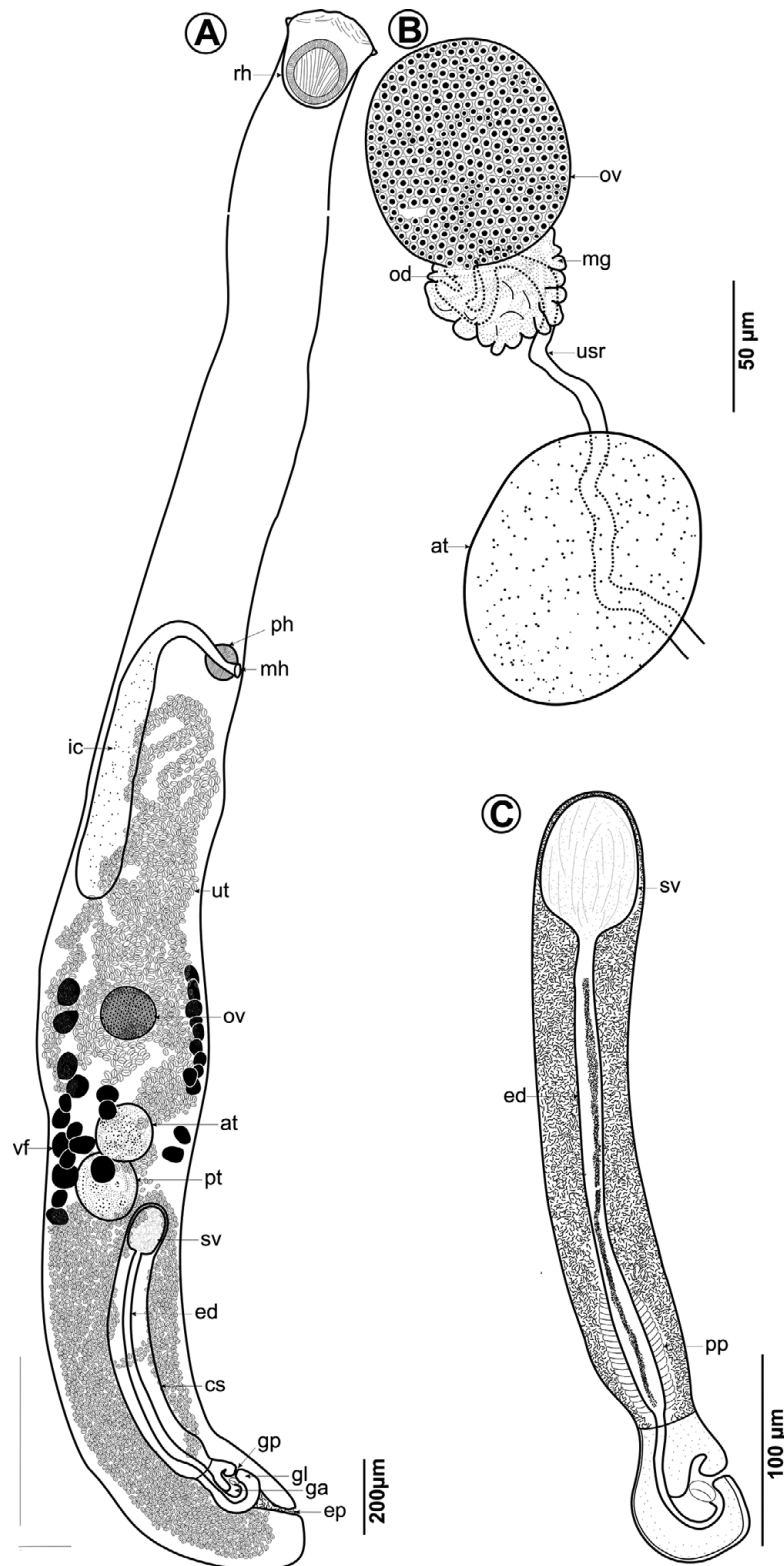 A
rh
ph
mh
ic
ut
ov
at
vf
pt
sv
ed
cs
gp
gl
ga
ep
200µm
B
ov
mg
od
usr
at
50 µm
C
sv
ed
pp
100 µm